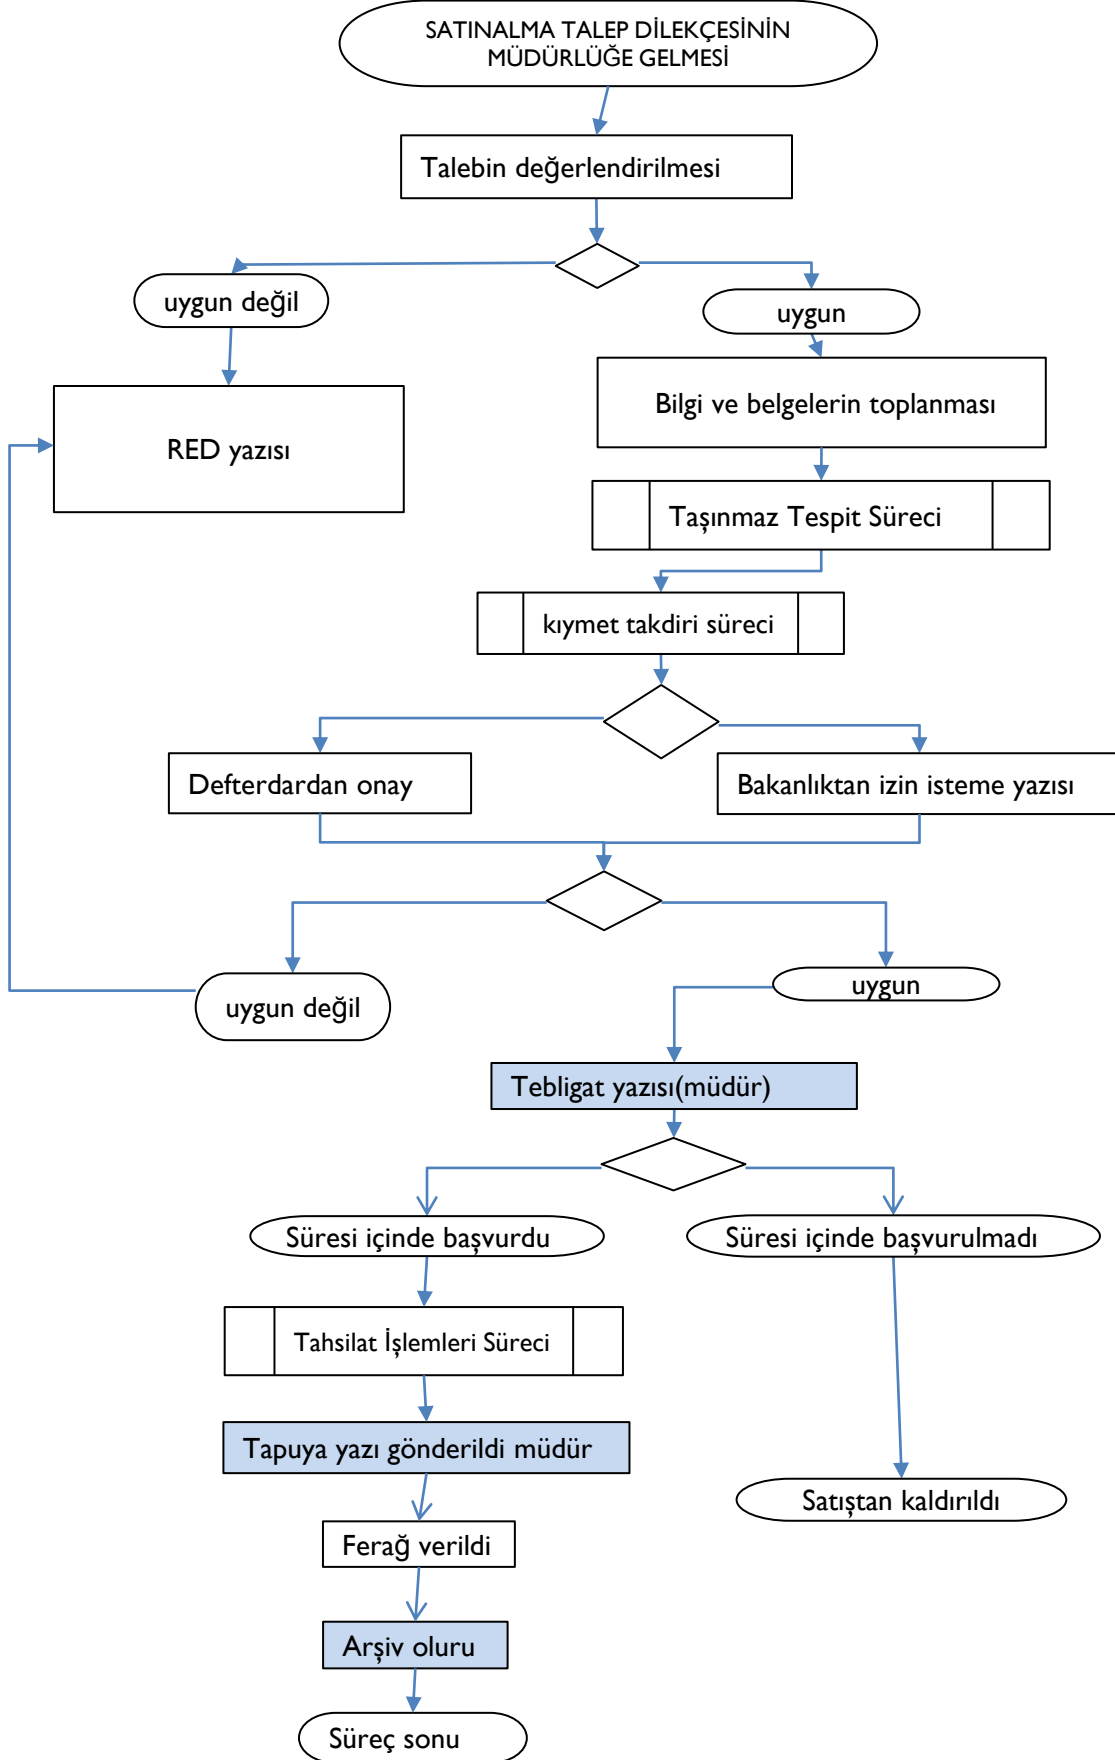 SATINALMA TALEP DİLEKÇESİNİN
MÜDÜRLÜĞE GELMESİ
Talebin değerlendirilmesi
uygun değil
uygun
Bilgi ve belgelerin toplanması
RED yazısı
Taşınmaz Tespit Süreci
kıymet takdiri süreci
Defterdardan onay
Bakanlıktan izin isteme yazısı
uygun değil
uygun
Tebligat yazısı(müdür)
Süresi içinde başvurdu
Süresi içinde başvurulmadı
Tahsilat İşlemleri Süreci
Tapuya yazı gönderildi müdür
Satıştan kaldırıldı
Ferağ verildi
Arşiv oluru
Süreç sonu